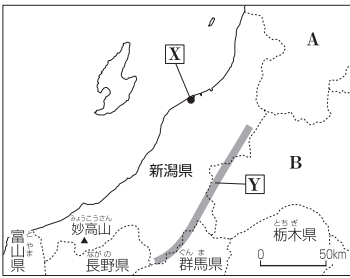 A
X
B
新潟県
Y
みょうこうさん
妙高山
とやま
富山県
ながの
長野県
ぐんま
群馬県
とちぎ
栃木県
0 50km